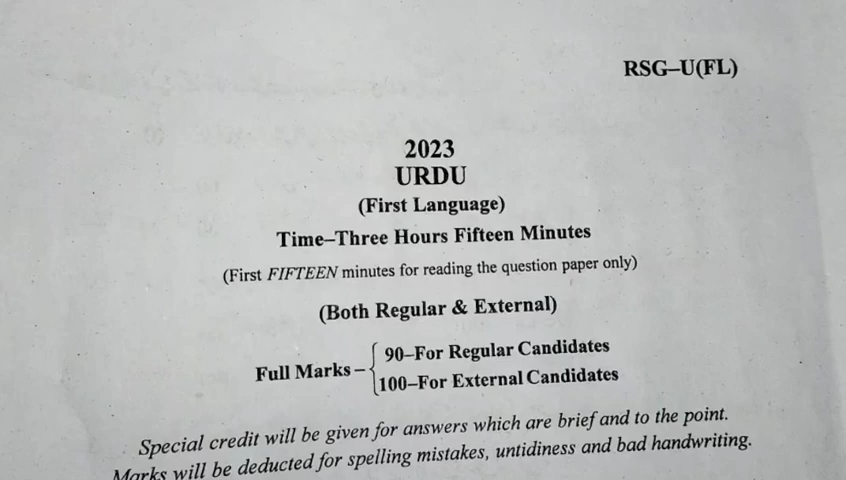 RSG–U(FL)
2023
URDU
(First Language)
Time–Three Hours Fifteen Minutes
(First FIFTEEN minutes for reading the question paper only)
(Both Regular & External)
Full Marks – { 90–For Regular Candidates
100–For External Candidates
Special credit will be given for answers which are brief and to the point.
Marks will be deducted for spelling mistakes, untidiness and bad handwriting.